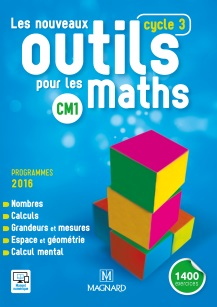 Les nouveaux
cycle 3
outils
pour les
maths
CM1
PROGRAMMES
2016
Nombres
Calculs
Grandeurs et mesures
Espace et géométrie
Calcul mental
M
MAGNARD
1400
EXERCICES